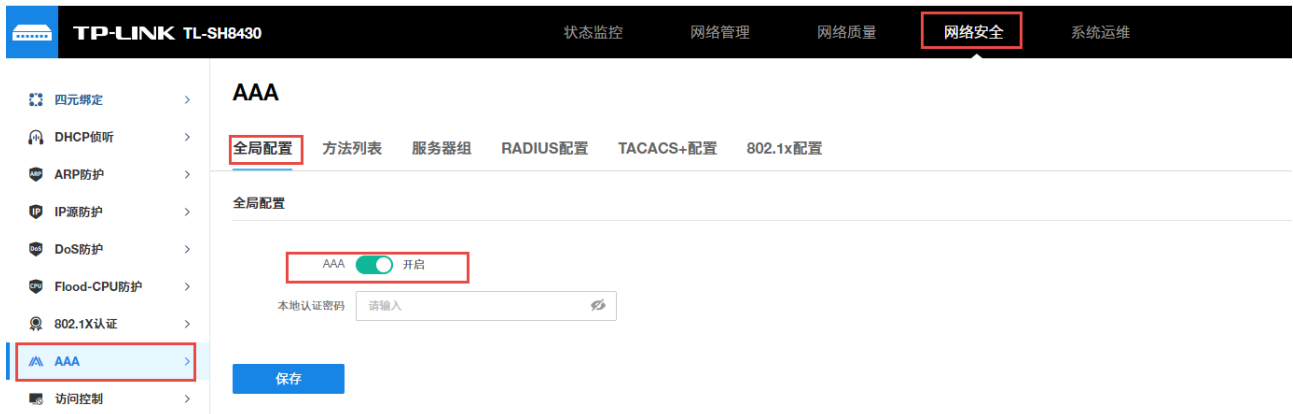 TP-LINK TL-SH8430
状态监控 网络管理 网络质量 网络安全 系统运维
四元绑定
DHCP侦听
ARP防护
IP源防护
DoS防护
Flood-CPU防护
802.1X认证
AAA
访问控制
AAA
全局配置 方法列表 服务器组 RADIUS配置 TACACS+配置 802.1x配置
全局配置
AAA 开启
本地认证密码 请输入
保存